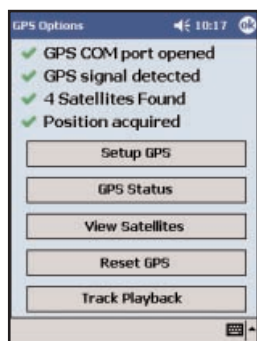 GPS Options 10:17 ok
GPS COM port opened
GPS signal detected
4 Satellites Found
Position acquired
Setup GPS
GPS Status
View Satellites
Reset GPS
Track Playback